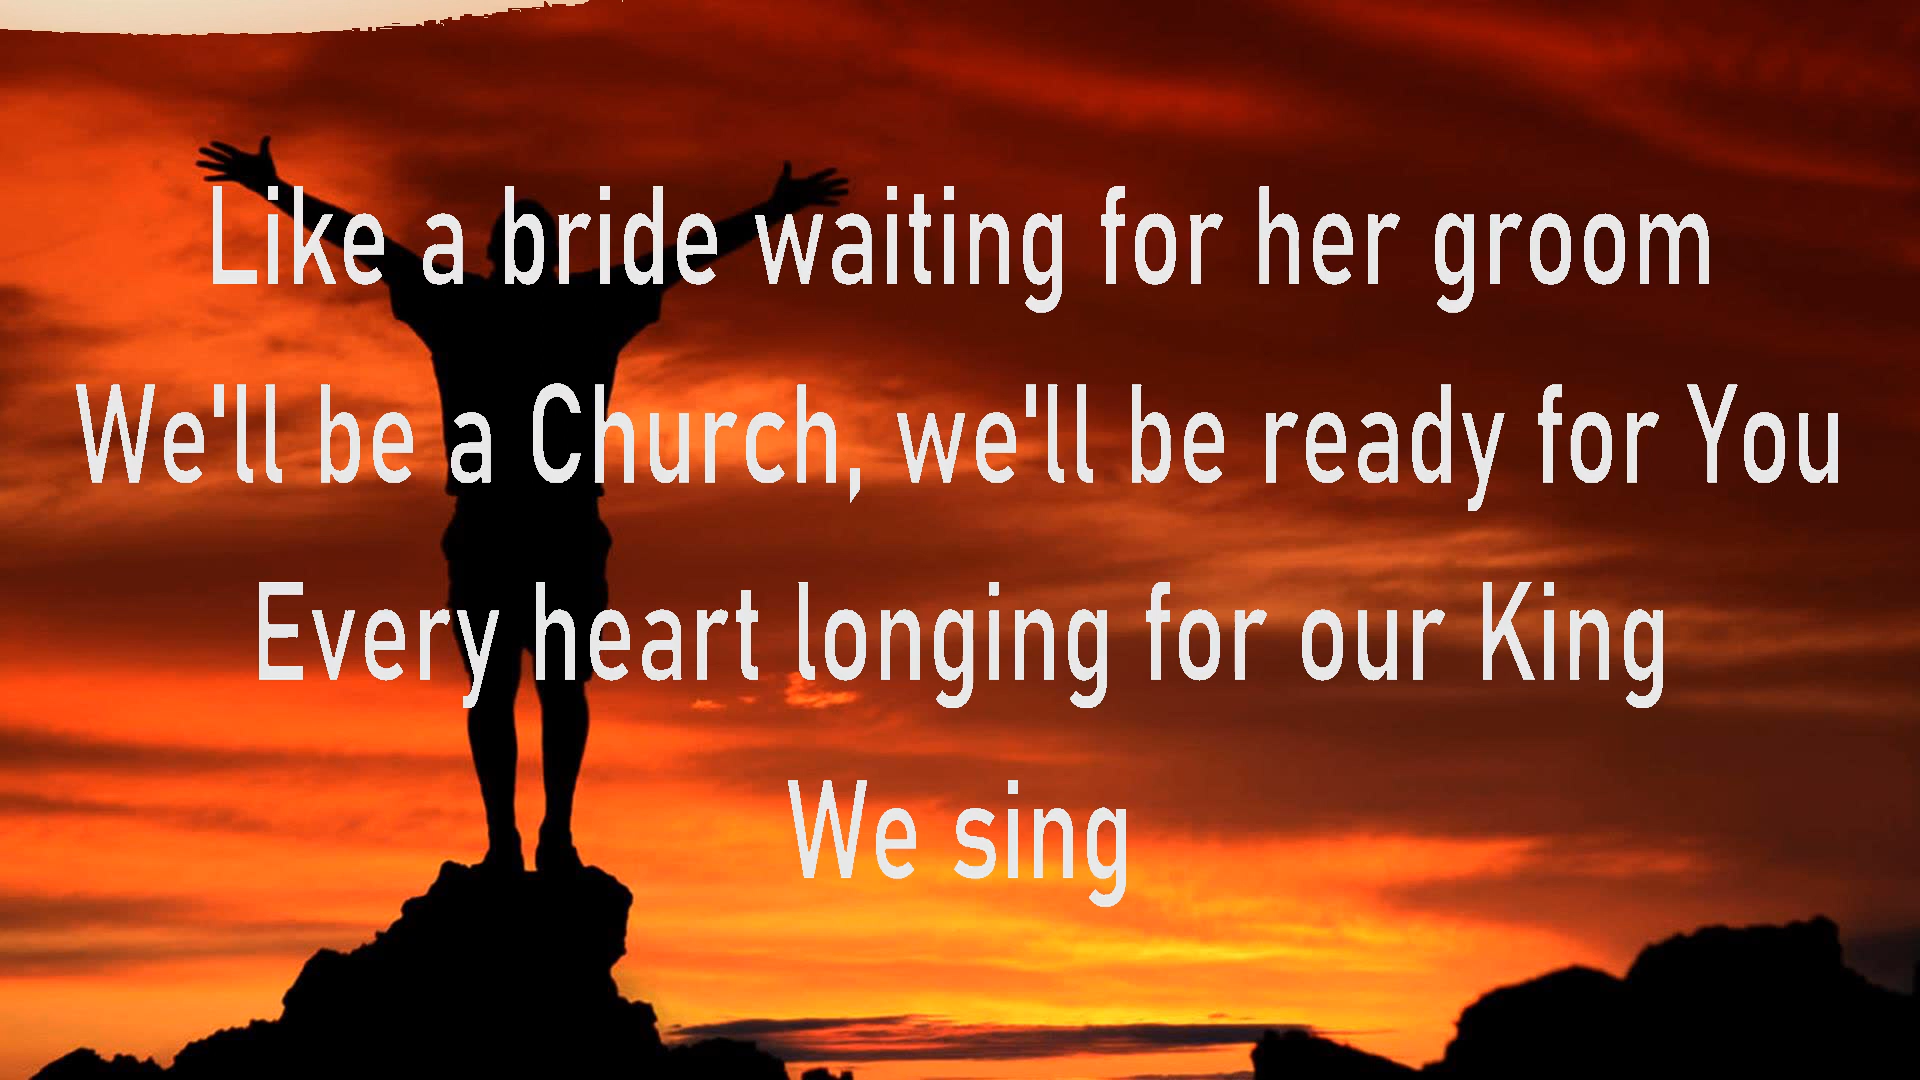 Like a bride waiting for her groom
We'll be a Church, we'll be ready for You
Every heart longing for our King
We sing